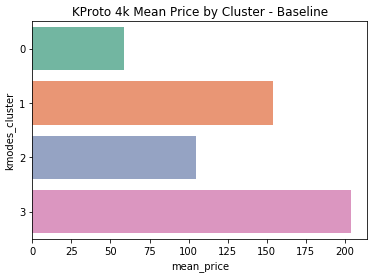 KProto 4k Mean Price by Cluster - Baseline
kmodes_cluster
0
1
2
3
0 25 50 75 100 125 150 175 200
mean_price